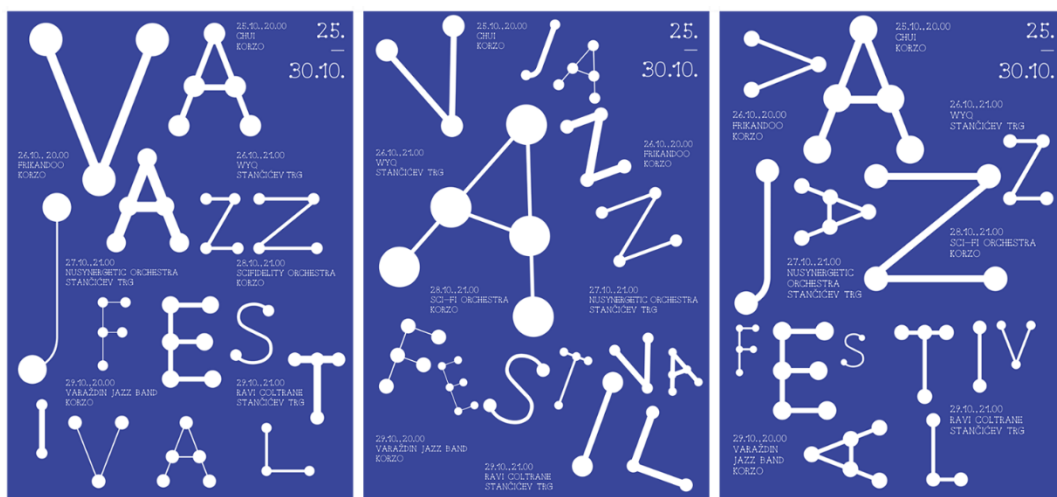 25.10..20.00
CHUI
KORZO
25.
—
30.10.
VA
26.10..20.00
FRIKANDOO
KORZO
26.10..21.00
WYQ
STANČIĆEV TRG
JAZZ
27.10..21.00
NUSYNERGETIC ORCHESTRA
STANČIĆEV TRG
28.10..21.00
SCIFIDELITY ORCHESTRA
KORZO
FEST
29.10..20.00
VARAŽDIN JAZZ BAND
KORZO
29.10..21.00
RAVI COLTRANE
STANČIĆEV TRG
IVAL
25.10..20.00
CHUI
KORZO
25.
—
30.10.
VA
26.10..21.00
WYQ
STANČIĆEV TRG
26.10..20.00
FRIKANDOO
KORZO
JAZZ
28.10..21.00
SCI-FI ORCHESTRA
KORZO
27.10..21.00
NUSYNERGETIC ORCHESTRA
STANČIĆEV TRG
FESTIVAL
29.10..20.00
VARAŽDIN JAZZ BAND
KORZO
29.10..21.00
RAVI COLTRANE
STANČIĆEV TRG
25.10..20.00
CHUI
KORZO
25.
—
30.10.
VA
26.10..20.00
FRIKANDOO
KORZO
26.10..21.00
WYQ
STANČIĆEV TRG
JAZZ
27.10..21.00
NUSYNERGETIC
ORCHESTRA
STANČIĆEV TRG
28.10..21.00
SCI-FI ORCHESTRA
KORZO
FESTIV
29.10..20.00
VARAŽDIN
JAZZ BAND
KORZO
29.10..21.00
RAVI COLTRANE
STANČIĆEV TRG
AL